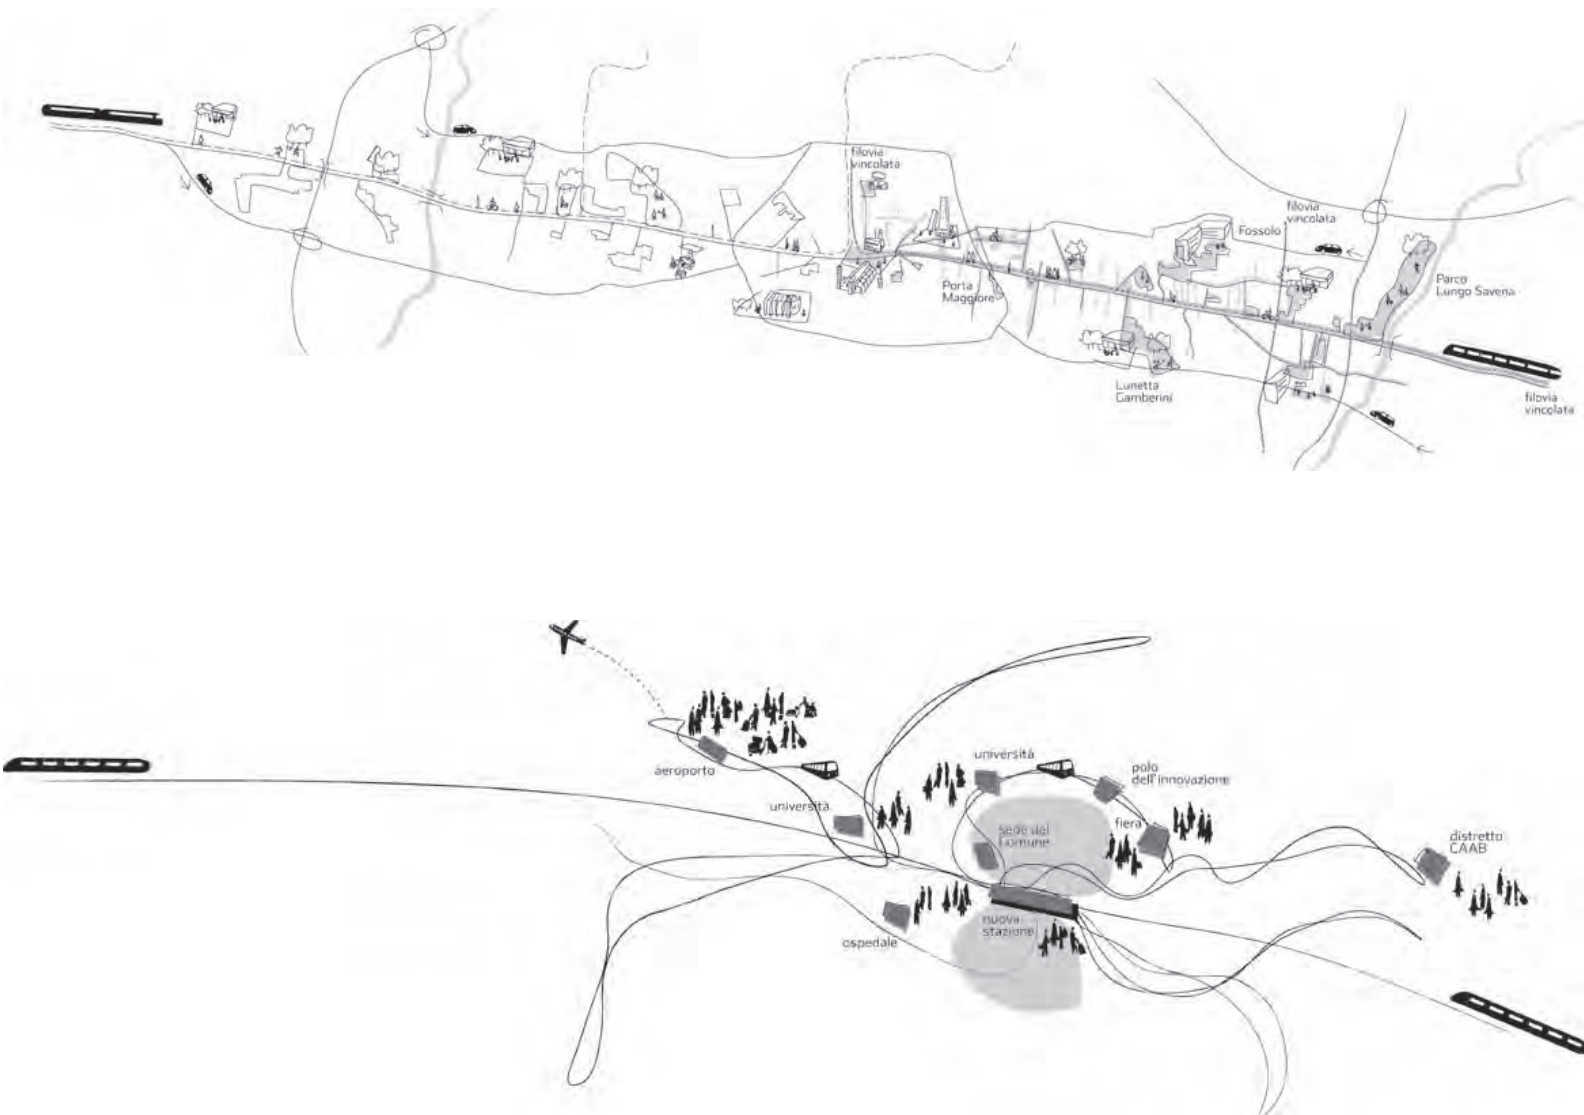 filovia
vincolata
filovia
vincolata
Fossolo
Parco
Lungo Savena
Porta
Maggiore
Lunetta
Gamberini
filovia
vincolata
aeroporto
università
università
polo
dell'innovazione
fiera
sede del
Comune
distretto
CAAB
nuova
stazione
ospedale